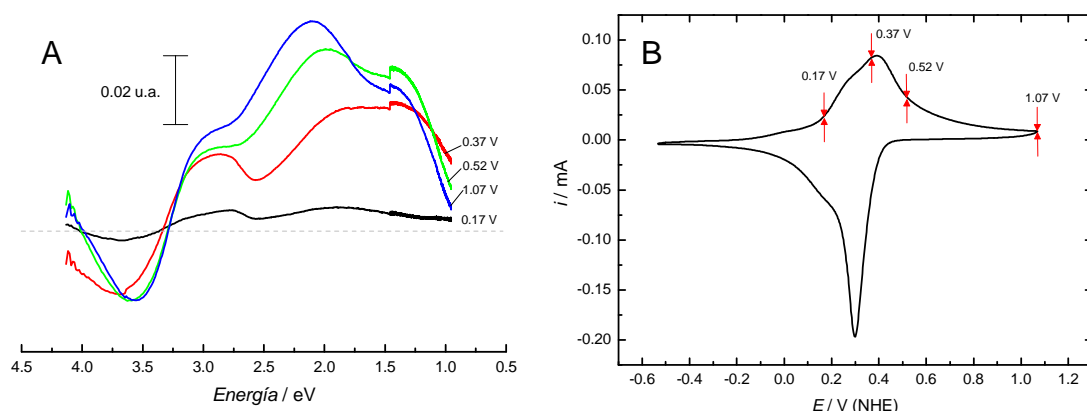 A
0.02 u.a.
0.37 V
0.52 V
1.07 V
0.17 V
4.5 4.0 3.5 3.0 2.5 2.0 1.5 1.0 0.5
Energía / eV
B
0.37 V
0.17 V
0.52 V
1.07 V
0.10
0.05
0.00
-0.05
-0.10
-0.15
-0.20
i / mA
-0.6 -0.4 -0.2 0.0 0.2 0.4 0.6 0.8 1.0 1.2
E / V (NHE)